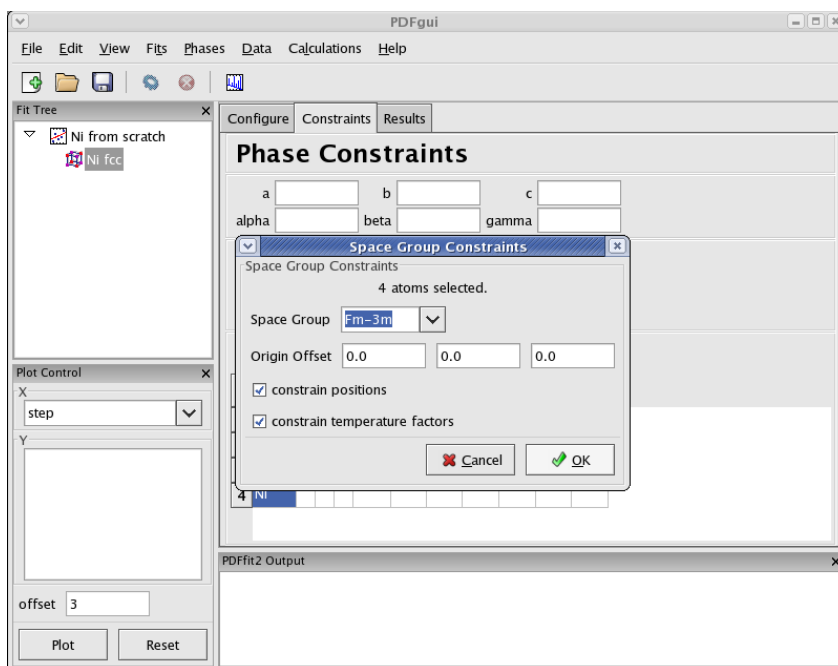 PDFgui
File Edit View Fits Phases Data Calculations Help
Fit Tree
Ni from scratch
Ni fcc
Configure Constraints Results
Phase Constraints
a b c
alpha beta gamma
Space Group Constraints
Space Group Constraints
4 atoms selected.
Space Group Fm-3m
Origin Offset 0.0 0.0 0.0
constrain positions
constrain temperature factors
Cancel OK
4 Ni
Plot Control
X
step
Y
offset 3
Plot Reset
PDFfit2 Output